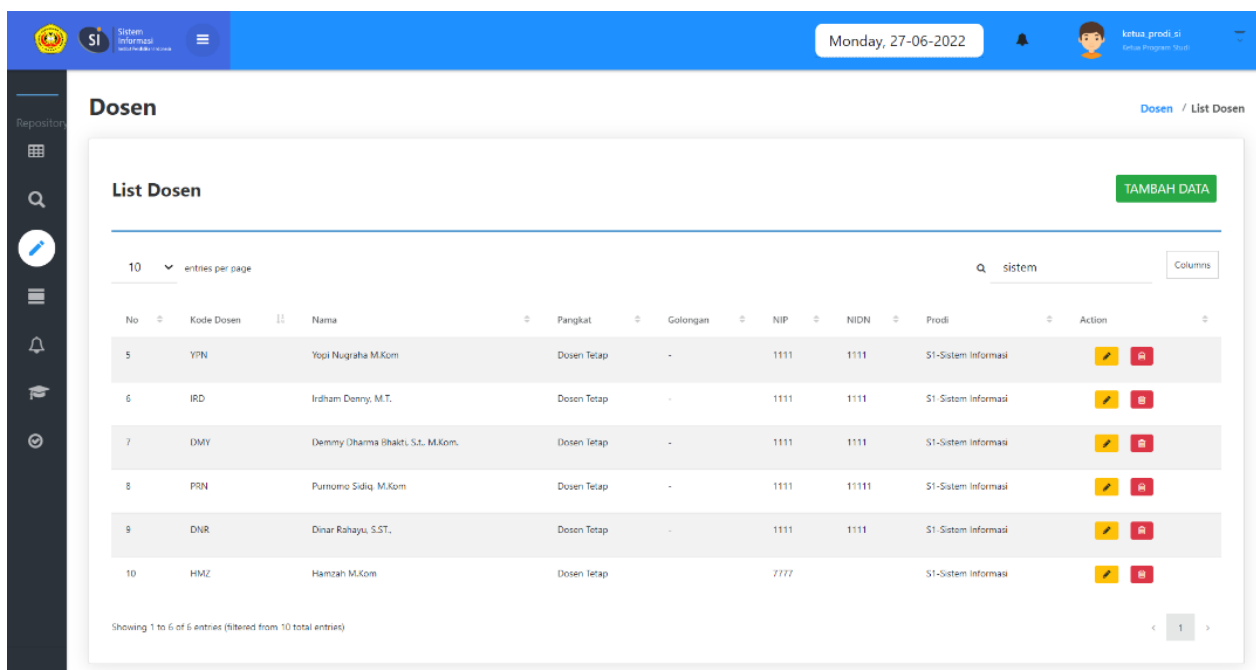 Si Sistem Informasi
Monday, 27-06-2022
ketua_prodi_si
Ketua Program Studi
Repository
Dosen
Dosen / List Dosen
List Dosen
TAMBAH DATA
10 entries per page
sistem
Columns
No Kode Dosen Nama Pangkat Golongan NIP NIDN Prodi Action
5 YPN Yopi Nugraha M.Kom Dosen Tetap - 1111 1111 S1-Sistem Informasi
6 IRD Irdham Denny, M.T. Dosen Tetap - 1111 1111 S1-Sistem Informasi
7 DMY Demmy Dharma Bhakti, S.t., M.Kom. Dosen Tetap - 1111 1111 S1-Sistem Informasi
8 PRN Purnomo Sidiq, M.Kom Dosen Tetap - 1111 11111 S1-Sistem Informasi
9 DNR Dinar Rahayu, S.ST., Dosen Tetap - 1111 1111 S1-Sistem Informasi
10 HMZ Hamzah M.Kom Dosen Tetap 7777 S1-Sistem Informasi
Showing 1 to 6 of 6 entries (filtered from 10 total entries)
‹ 1 ›